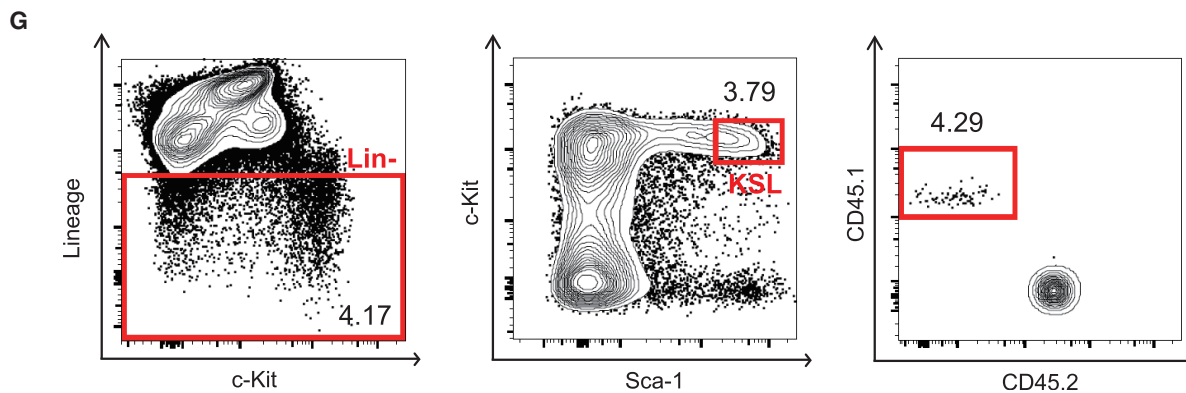 G
Lineage
Lin-
4.17
c-Kit
c-Kit
3.79
KSL
Sca-1
CD45.1
4.29
CD45.2